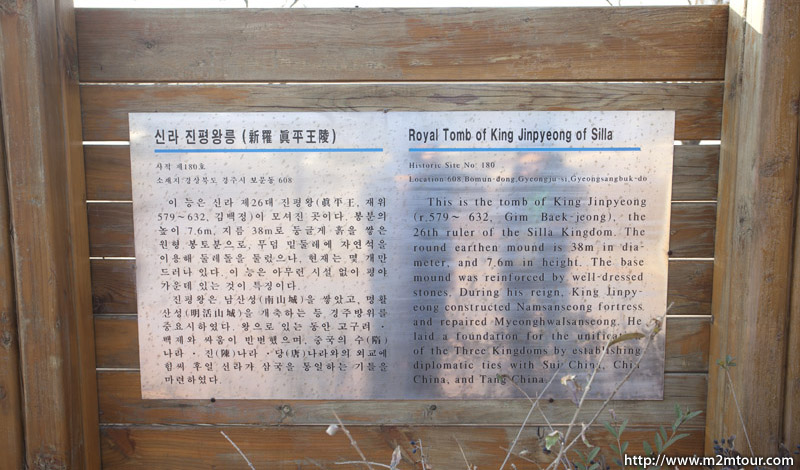 신라 진평왕릉 (新羅 眞平王陵)
사적 제180호
소재지:경상북도 경주시 보문동 608
이 능은 신라 제26대 진평왕(眞平王, 재위
579~632, 김백정)이 모셔진 곳이다. 봉분의
높이 7.6m, 지름 38m로 둥글게 흙을 쌓은
원형 봉토분으로, 무덤 밑둘레에 자연석을
이용해 둘레돌을 둘렀으나, 현재는 몇 개만
드러나 있다. 이 능은 아무런 시설 없이 평야
가운데 있는 것이 특징이다.
진평왕은 남산성(南山城)을 쌓았고, 명활
산성(明活山城)을 개축하는 등 경주방위를
중요시하였다. 왕으로 있는 동안 고구려·
백제와 싸움이 빈번했으며, 중국의 수(隋)
나라·진(陳)나라·당(唐)나라와의 외교에
힘써 후일 신라가 삼국을 통일하는 기틀을
마련하였다.
Royal Tomb of King Jinpyeong of Silla
Historic Site No. 180
Location:608 Bomun-dong,Gyeongju-si,Gyeongsangbuk-do
This is the tomb of King Jinpyeong
(r.579~ 632, Gim Baek-jeong), the
26th ruler of the Silla Kingdom. The
round earthen mound is 38m in dia-
meter, and 7.6m in height. The base
mound was reinforced by well-dressed
stones. During his reign, King Jinpy-
eong constructed Namsanseong fortress
and repaired Myeonghwalsanseong. He
laid a foundation for the unification
of the Three Kingdoms by establishing
diplomatic ties with Sui China, Chin
China, and Tang China.
http://www.m2mtour.com